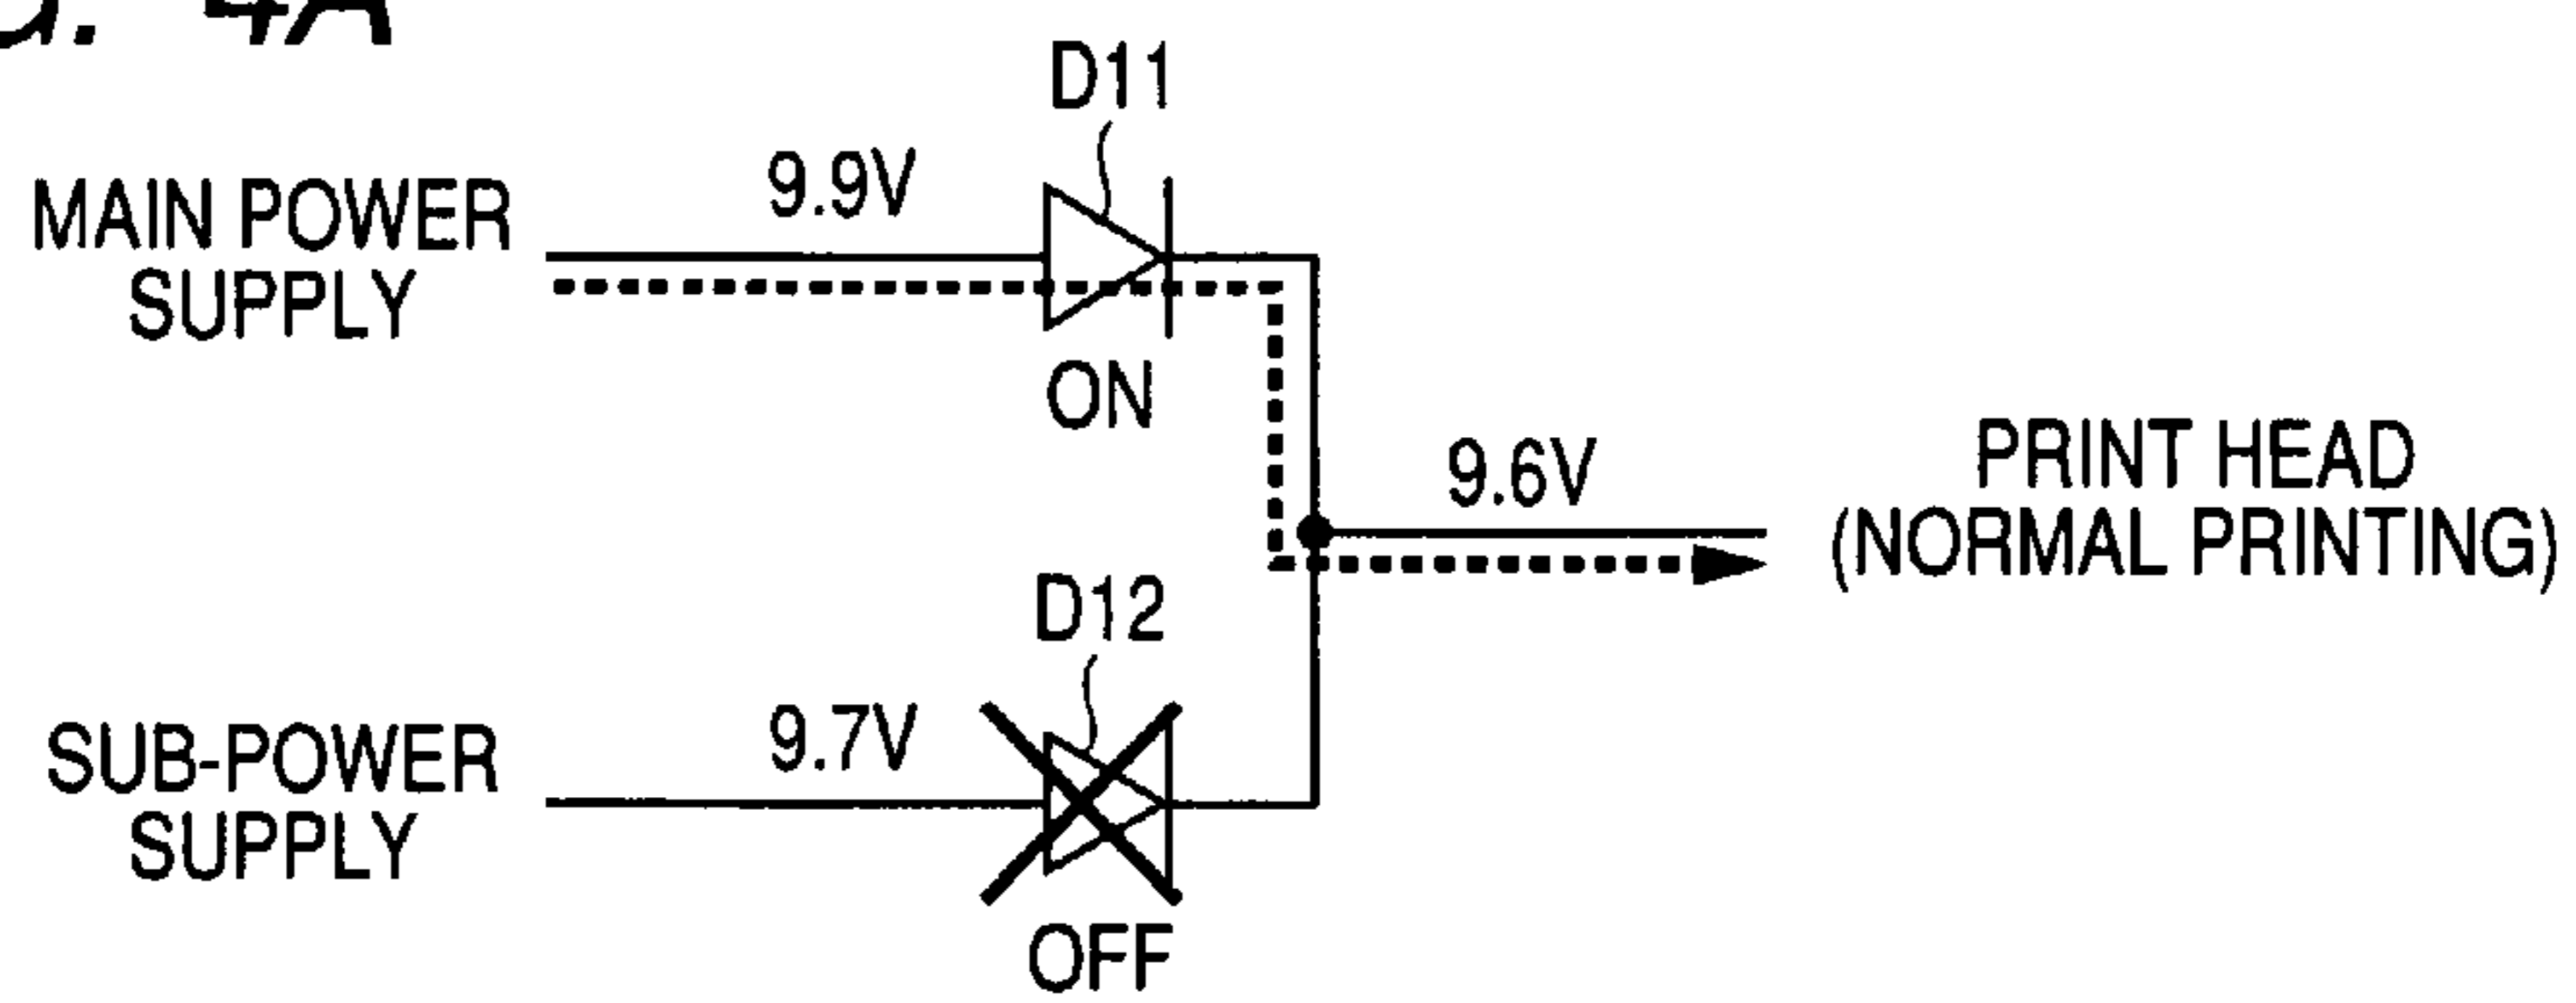 4A
D11
9.9V
MAIN POWER
SUPPLY
ON
9.6V
PRINT HEAD
(NORMAL PRINTING)
D12
9.7V
SUB-POWER
SUPPLY
OFF